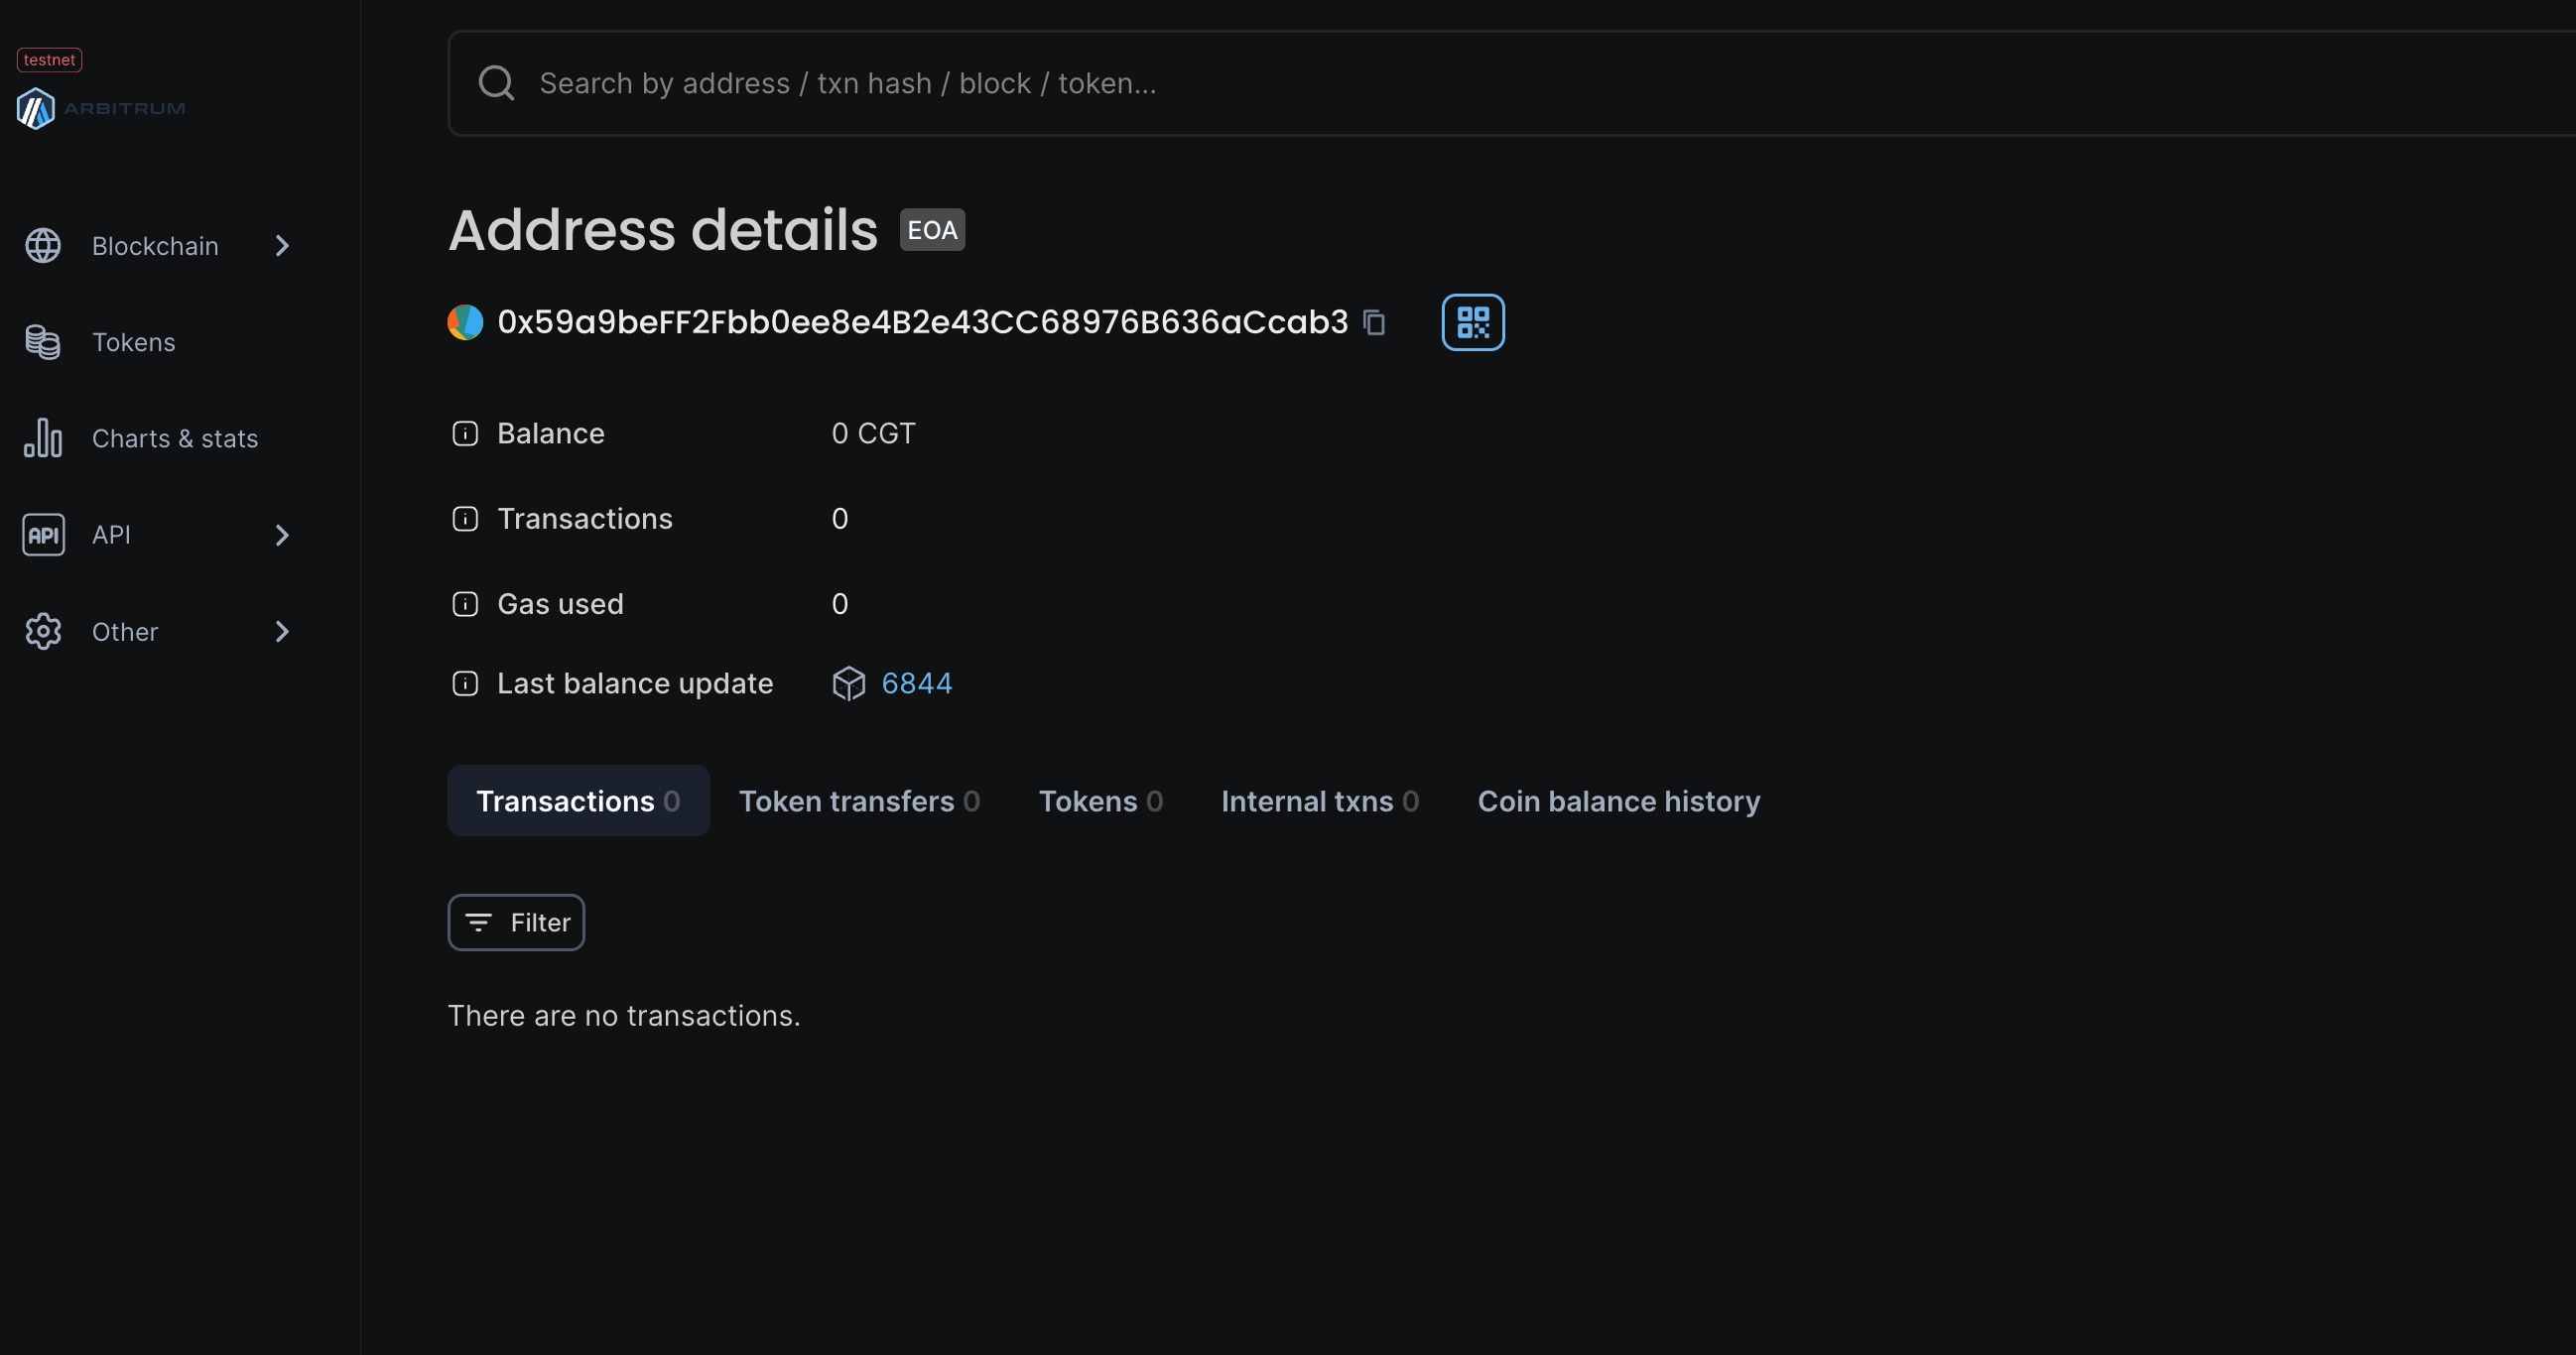 testnet
ARBITRUM
Blockchain
Tokens
Charts & stats
API
API
Other
Search by address / txn hash / block / token...
Address details EOA
0x59a9beFF2Fbb0ee8e4B2e43CC68976B636aCcab3
Balance 0 CGT
Transactions 0
Gas used 0
Last balance update 6844
Transactions 0 Token transfers 0 Tokens 0 Internal txns 0 Coin balance history
Filter
There are no transactions.